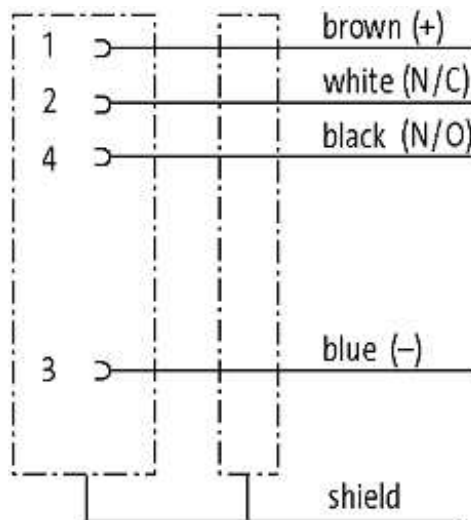 1 brown (+)
2 white (N/C)
4 black (N/O)
3 blue (–)
shield